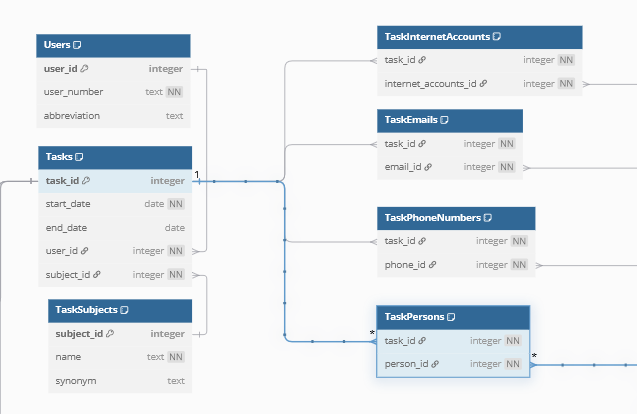 Users
user_id integer
user_number text NN
abbreviation text
Tasks
task_id integer 1
start_date date NN
end_date date
user_id integer NN
subject_id integer NN
TaskSubjects
subject_id integer
name text NN
synonym text
TaskInternetAccounts
task_id integer NN
internet_accounts_id integer NN
TaskEmails
task_id integer NN
email_id integer NN
TaskPhoneNumbers
task_id integer NN
phone_id integer NN
TaskPersons
* task_id integer NN
person_id integer NN *